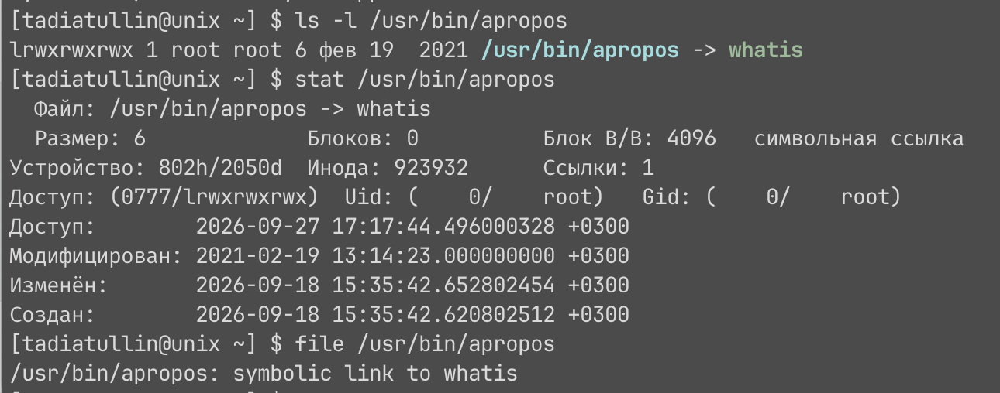 [tadiatullin@unix ~] $ ls -l /usr/bin/apropos
lrwxrwxrwx 1 root root 6 фев 19  2021 /usr/bin/apropos -> whatis
[tadiatullin@unix ~] $ stat /usr/bin/apropos
  Файл: /usr/bin/apropos -> whatis
  Размер: 6             Блоков: 0          Блок В/В: 4096   символьная ссылка
Устройство: 802h/2050d  Инода: 923932      Ссылки: 1
Доступ: (0777/lrwxrwxrwx)  Uid: (    0/    root)   Gid: (    0/    root)
Доступ:        2026-09-27 17:17:44.496000328 +0300
Модифицирован: 2021-02-19 13:14:23.000000000 +0300
Изменён:       2026-09-18 15:35:42.652802454 +0300
Создан:        2026-09-18 15:35:42.620802512 +0300
[tadiatullin@unix ~] $ file /usr/bin/apropos
/usr/bin/apropos: symbolic link to whatis